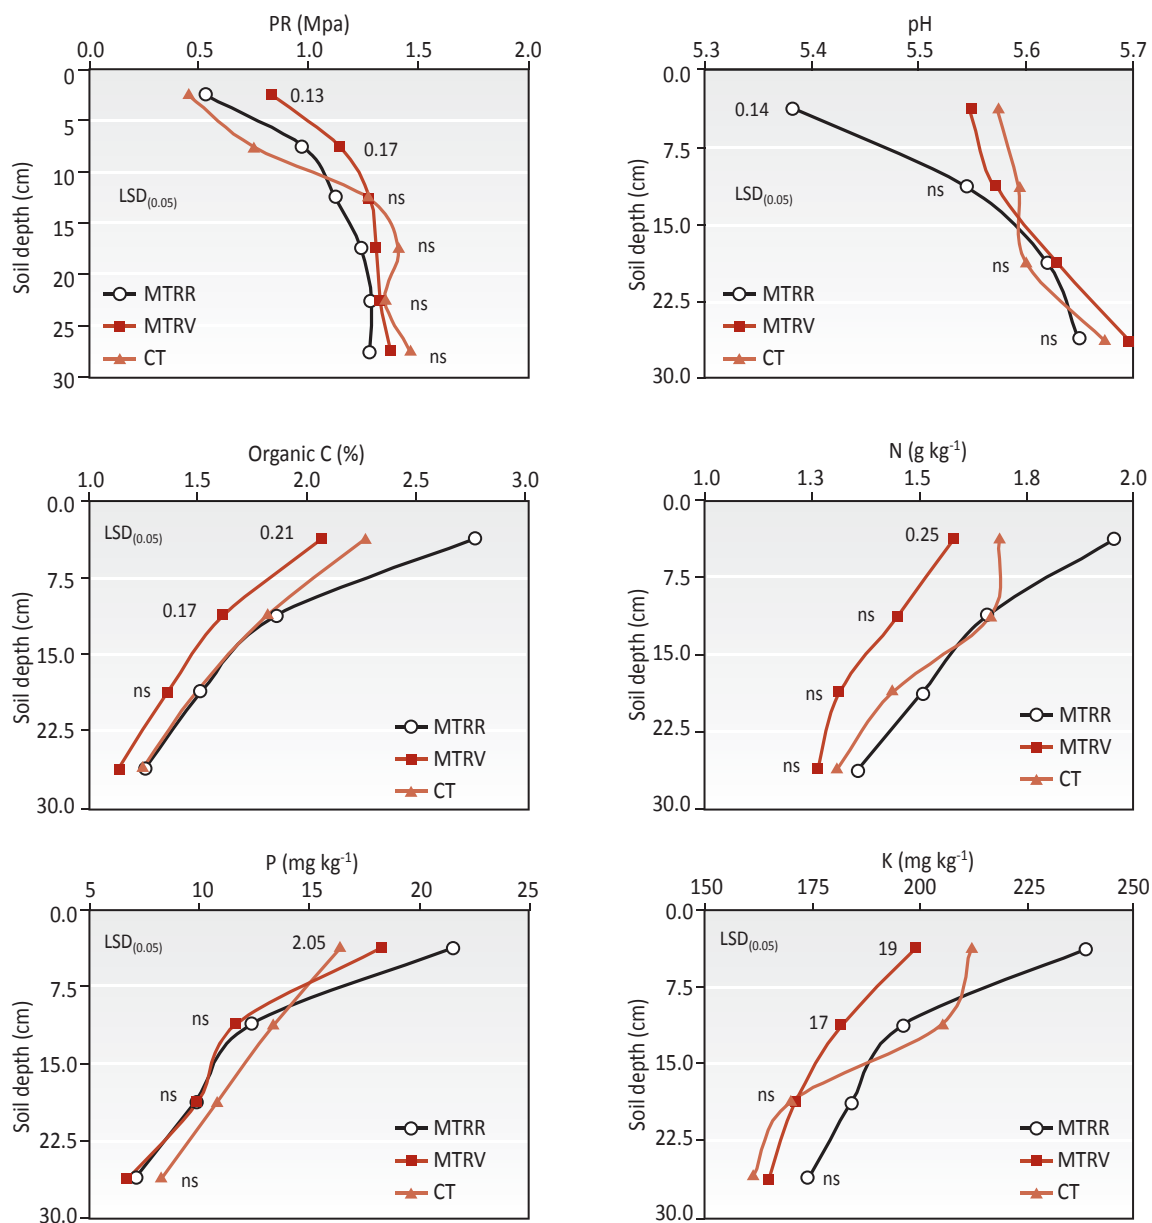 PR (Mpa)
0.0 0.5 1.0 1.5 2.0
0
5
10
15
20
25
30
Soil depth (cm)
0.13
0.17
LSD(0.05)
ns
ns
ns
ns
MTRR
MTRV
CT
pH
5.3 5.4 5.5 5.6 5.7
0.0
7.5
15.0
22.5
30.0
Soil depth (cm)
0.14
LSD(0.05)
ns
ns
ns
MTRR
MTRV
CT
Organic C (%)
1.0 1.5 2.0 2.5 3.0
0.0
7.5
15.0
22.5
30.0
Soil depth (cm)
LSD(0.05)
0.21
0.17
ns
MTRR
MTRV
CT
N (g kg-1)
1.0 1.3 1.5 1.8 2.0
0.0
7.5
15.0
22.5
30.0
Soil depth (cm)
0.25
ns
ns
ns
MTRR
MTRV
CT
P (mg kg-1)
5 10 15 20 25
0.0
7.5
15.0
22.5
30.0
Soil depth (cm)
LSD(0.05)
2.05
ns
ns
ns
MTRR
MTRV
CT
K (mg kg-1)
150 175 200 225 250
0.0
7.5
15.0
22.5
30.0
Soil depth (cm)
LSD(0.05)
19
17
ns
ns
MTRR
MTRV
CT